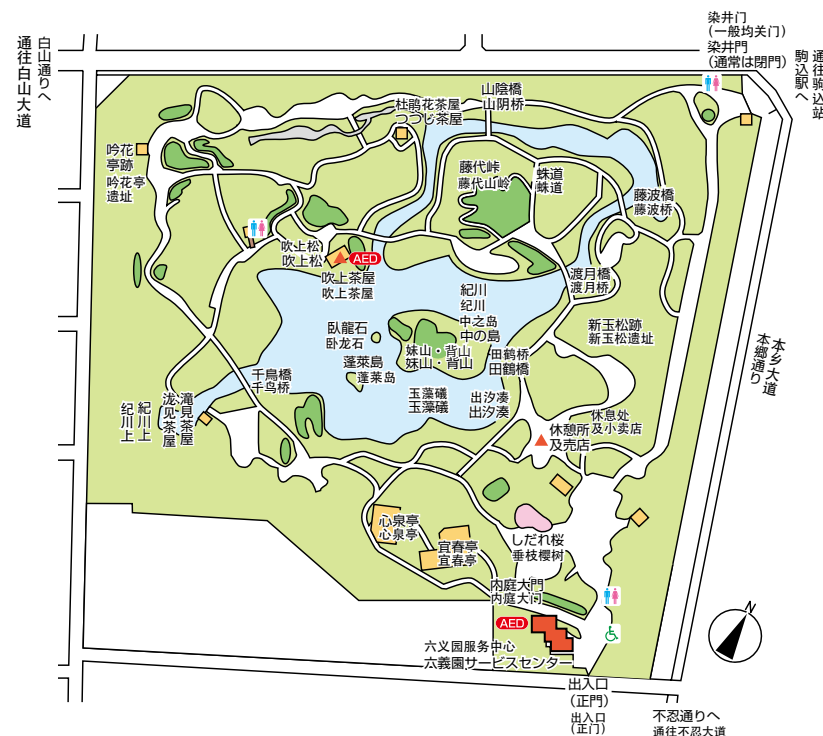 染井门
(一般均关门)
染井門
(通常は閉門)
白山通りへ
通往白山大道
通往驹込站
駒込駅へ
山陰橋
山阴桥
杜鹃花茶屋
つつじ茶屋
吟花
亭跡
吟花亭
遗址
藤代峠
藤代山岭
蛛道
蛛道
藤波橋
藤波桥
吹上松
吹上松
AED
吹上茶屋
吹上茶屋
渡月橋
渡月桥
紀川
纪川
中之岛
中の島
臥龍石
卧龙石
妹山・背山
妹山・背山
新玉松跡
新玉松遗址
蓬莱島
蓬莱岛
田鹤桥
田鶴橋
千鳥橋
千鸟桥
玉藻磯
玉藻礒
出汐凑
出汐湊
本乡大道
本郷通り
紀川上
纪川上
滝見茶屋
泷见茶屋
休憩所
及売店
休息处
及小卖店
心泉亭
心泉亭
宜春亭
宜春亭
しだれ桜
垂枝樱树
内庭大門
内庭大门
AED
六义园服务中心
六義園サービスセンター
N
出入口
(正門)
出入口
(正门)
不忍通りへ
通往不忍大道